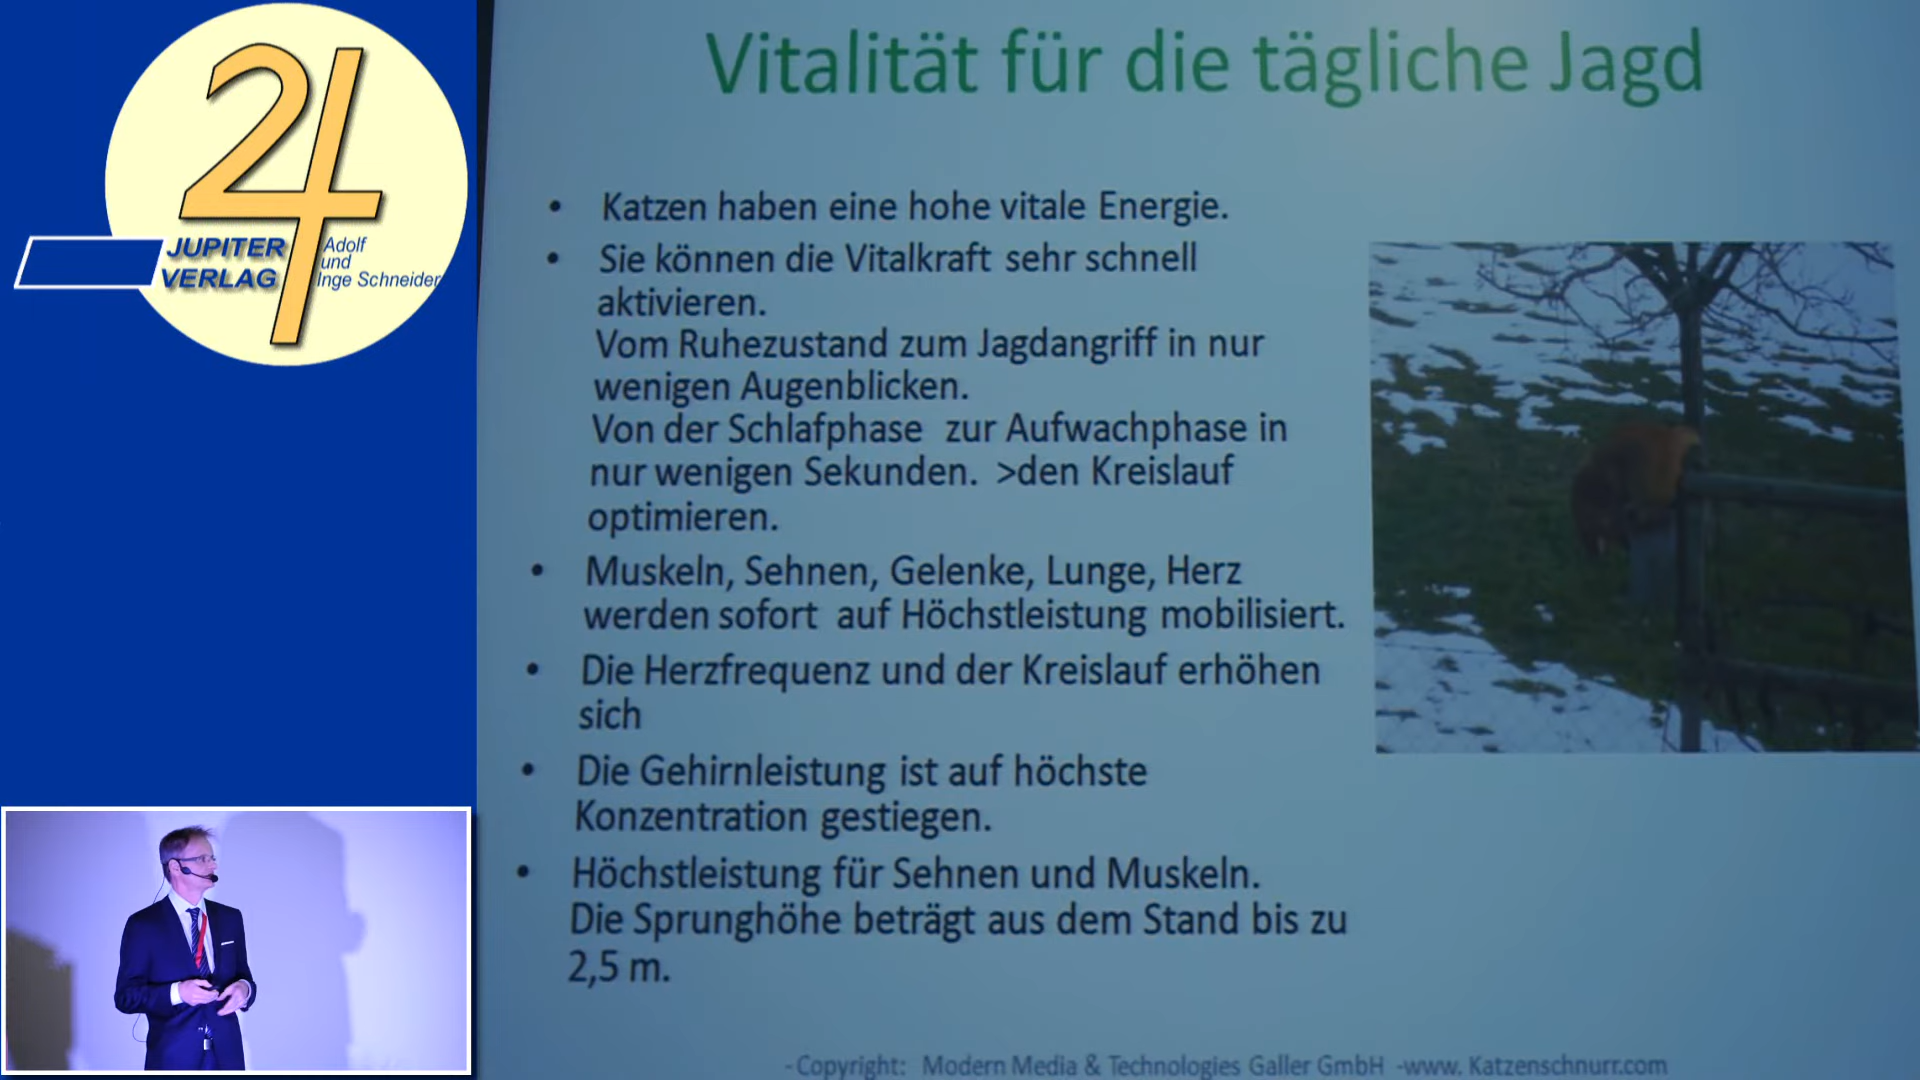 24
JUPITER
VERLAG
Adolf
und
Inge Schneider
Vitalität für die tägliche Jagd
• Katzen haben eine hohe vitale Energie.
• Sie können die Vitalkraft sehr schnell
aktivieren.
Vom Ruhezustand zum Jagdangriff in nur
wenigen Augenblicken.
Von der Schlafphase zur Aufwachphase in
nur wenigen Sekunden. >den Kreislauf
optimieren.
• Muskeln, Sehnen, Gelenke, Lunge, Herz
werden sofort auf Höchstleistung mobilisiert.
• Die Herzfrequenz und der Kreislauf erhöhen
sich
• Die Gehirnleistung ist auf höchste
Konzentration gestiegen.
• Höchstleistung für Sehnen und Muskeln.
Die Sprunghöhe beträgt aus dem Stand bis zu
2,5 m.
- Copyright: Modern Media & Technologies Galler GmbH -www. Katzenschnurr.com